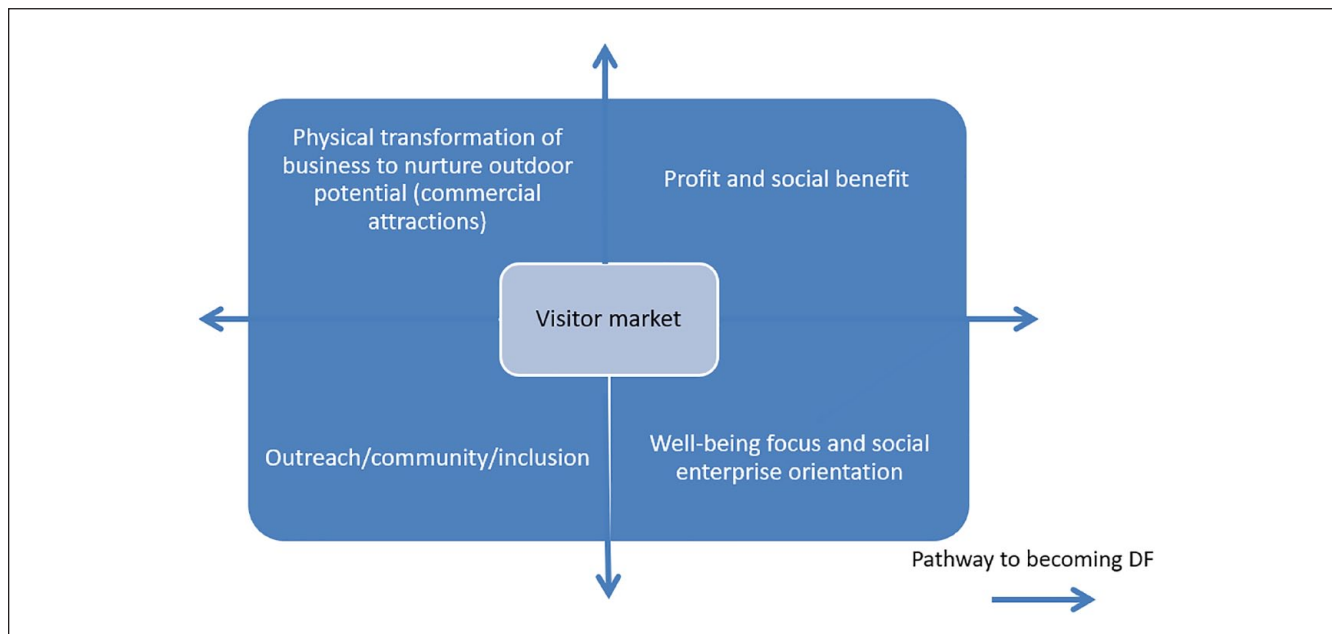 Physical transformation of
business to nurture outdoor
potential (commercial
attractions)
Profit and social benefit
Visitor market
Outreach/community/inclusion
Well-being focus and social
enterprise orientation
Pathway to becoming DF